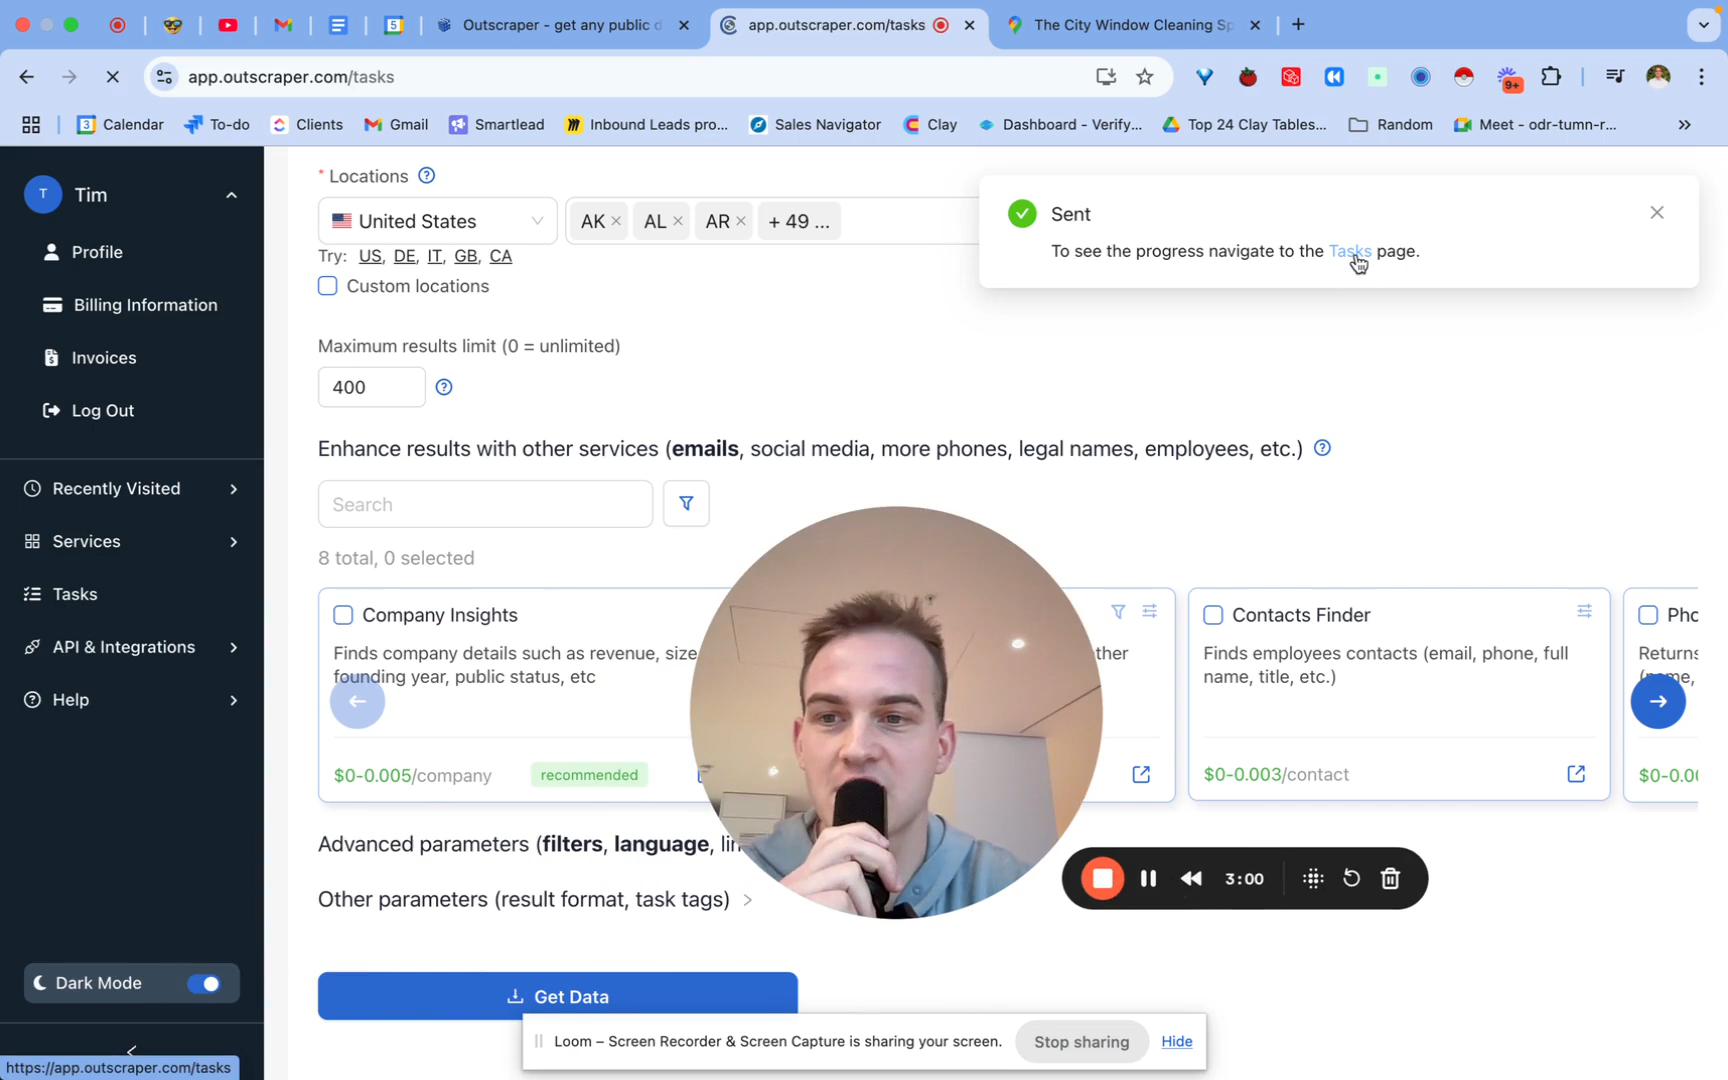 Outscraper - get any public d
app.outscraper.com/tasks
The City Window Cleaning Sp
app.outscraper.com/tasks
9+
Calendar
To-do
Clients
Gmail
Smartlead
Inbound Leads pro...
Sales Navigator
Clay
Dashboard - Verify,...
Top 24 Clay Tables...
Random
Meet - odr-tumn-r...
T Tim
Profile
Billing Information
Invoices
Log Out
Recently Visited
Services
Tasks
API & Integrations
Help
Dark Mode
https://app.outscraper.com/tasks
* Locations
United States
AK AL AR + 49 ...
Try: US, DE, IT, GB, CA
Custom locations
Sent
To see the progress navigate to the Tasks page.
Maximum results limit (0 = unlimited)
400
Enhance results with other services (emails, social media, more phones, legal names, employees, etc.)
Search
8 total, 0 selected
Company Insights
Finds company details such as revenue, size
founding year, public status, etc
$0-0.005/company recommended
Contacts Finder
Finds employees contacts (email, phone, full
name, title, etc.)
$0-0.003/contact
Returns
Advanced parameters (filters, language,
Other parameters (result format, task tags)
3:00
Get Data
Loom – Screen Recorder & Screen Capture is sharing your screen.
Stop sharing
Hide